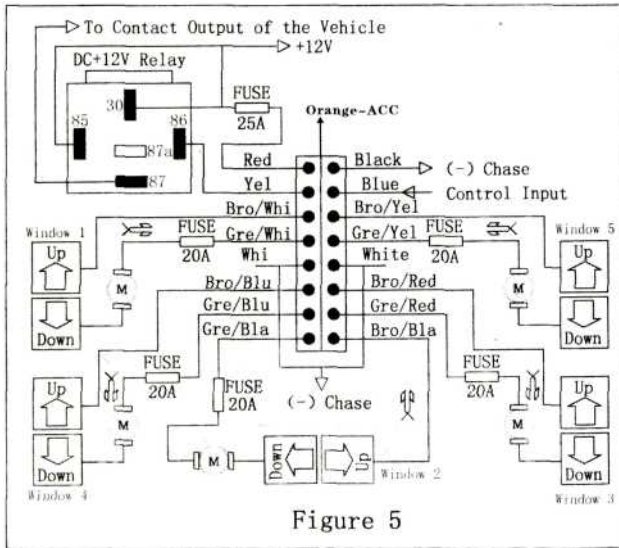 To Contact Output of the Vehicle
+12V
DC+12V Relay
FUSE
25A
Orange-ACC
30
85
86
87a
87
Red
Black
(-) Chase
Yel
Blue
Control Input
Bro/Whi
Bro/Yel
Window 1
Window 5
Gre/Whi
FUSE
20A
Gre/Yel
FUSE
20A
Up
M
Down
Up
M
Down
Whi
White
Bro/Blu
Bro/Red
Gre/Blu
Gre/Red
Gre/Bla
Bro/Bla
FUSE
20A
FUSE
20A
FUSE
20A
(-) Chase
Up
M
Down
Window 4
M
Down
Up
Window 2
Up
M
Down
Window 3
Figure 5